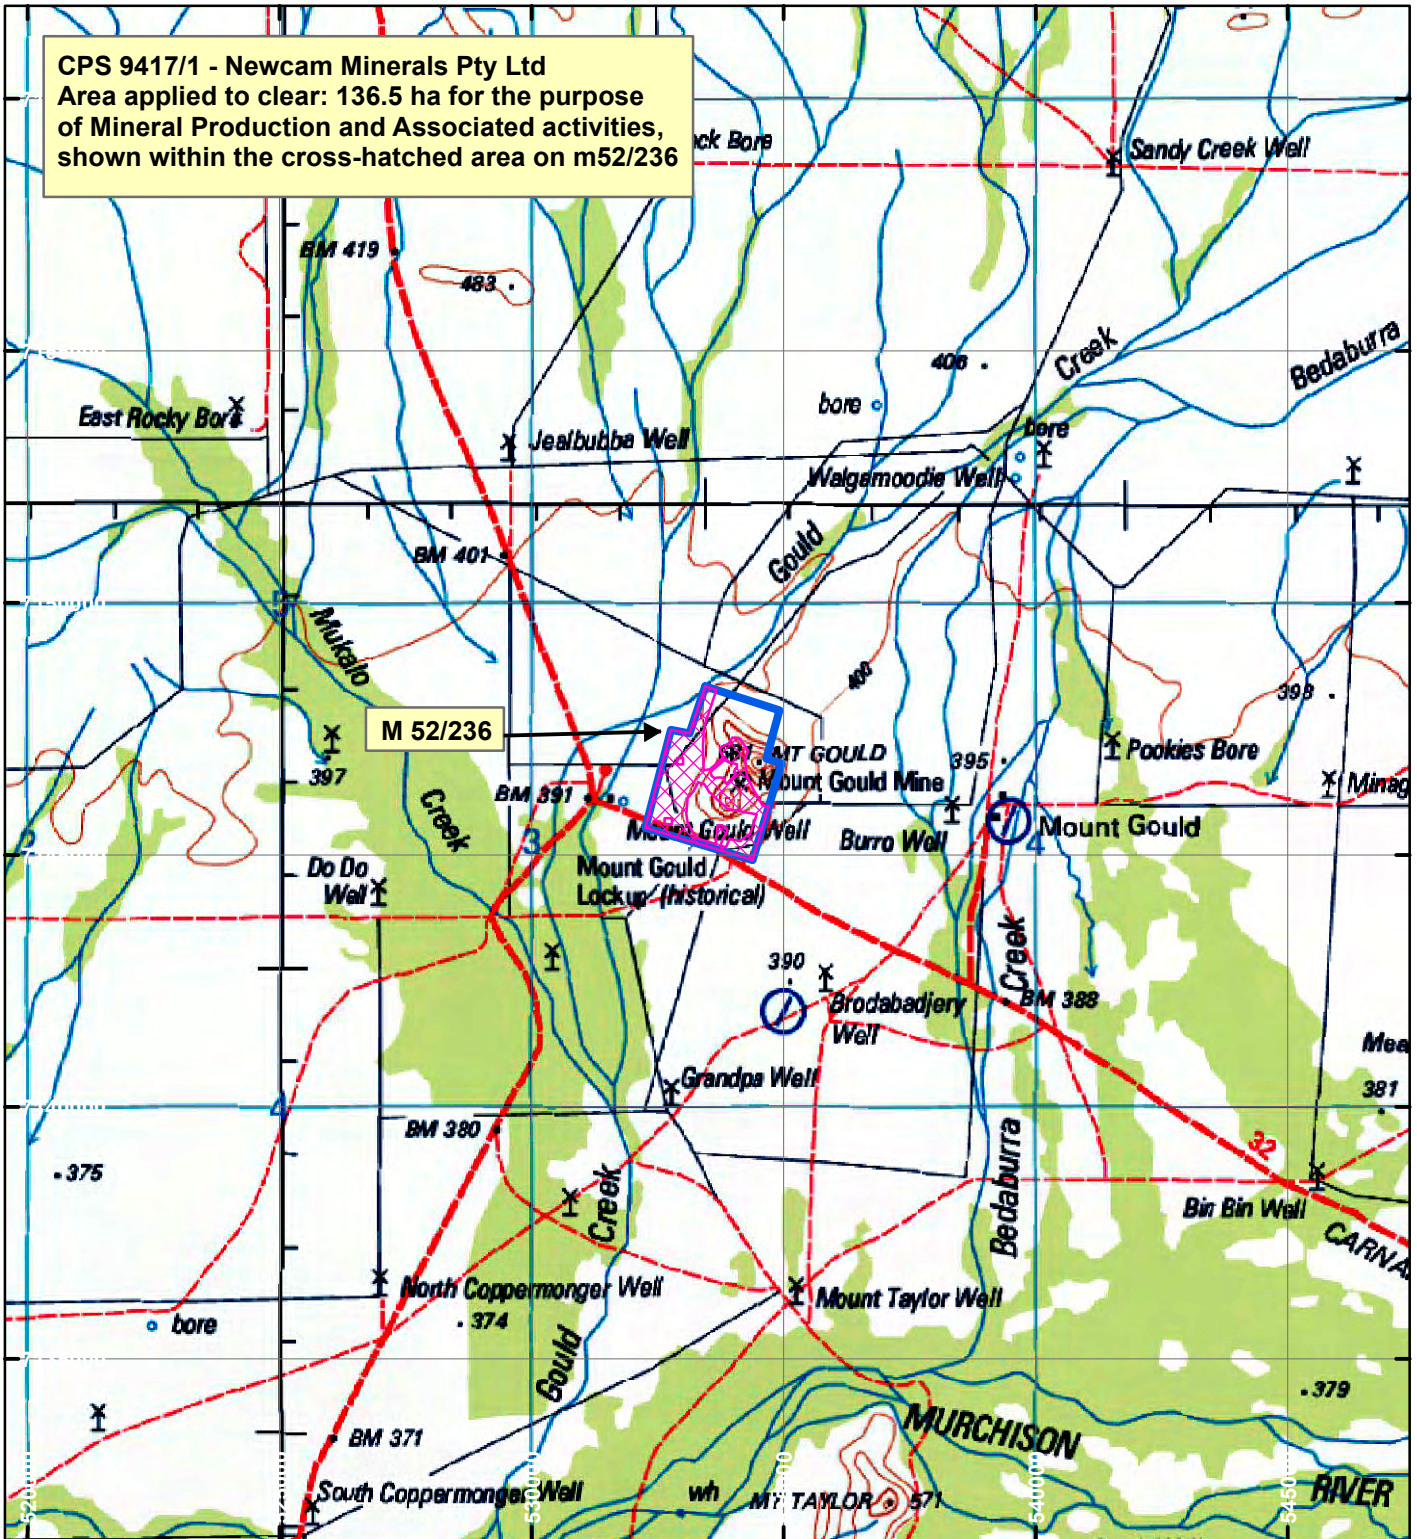 CPS 9417/1 - Newcam Minerals Pty Ltd
Area applied to clear: 136.5 ha for the purpose
of Mineral Production and Associated activities,
shown within the cross-hatched area on m52/236
ck Bore
Sandy Creek Well
BM 419
483
406
Creek
Bedaburra
bore
East Rocky Bore
Jealbubba Well
bore
Walgamoodie Well
BM 401
Gould
5
Mukalo
400
398
M 52/236
MT GOULD
395
Pookies Bore
397
Mount Gould Mine
Minag
BM 391
Creek
3
Mount Gould Well
Burro Well
4
Mount Gould
Do Do
Well
Mount Gould
Lockup (historical)
Creek
390
BM 388
Brodabadjery
Well
Mea
Grandpa Well
381
4
BM 380
32
375
Creek
Bedaburra
Bin Bin Well
CARNA
North Coppermonger Well
Mount Taylor Well
bore
374
Gould
379
MURCHISON
BM 371
RIVER
South Coppermonger Well
wh
MT TAYLOR
571
540000